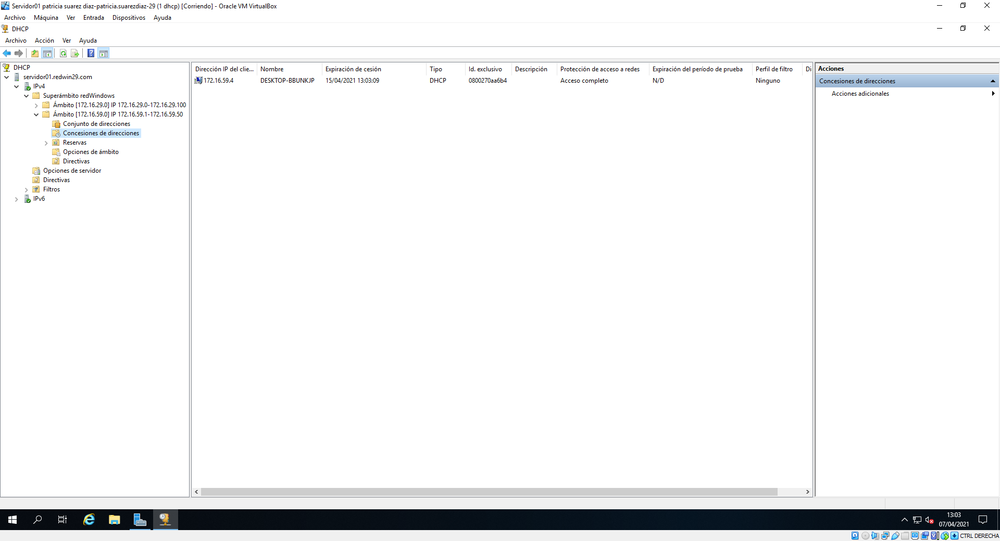 Servidor01 patricia suarez diaz-patricia.suarezdiaz-29 (1 dhcp) [Corriendo] - Oracle VM VirtualBox
Archivo Máquina Ver Entrada Dispositivos Ayuda
DHCP
Archivo Acción Ver Ayuda
DHCP
servidor01.redwin29.com
IPv4
Superámbito redWindows
Ámbito [172.16.29.0] IP 172.16.29.0-172.16.29.100
Ámbito [172.16.59.0] IP 172.16.59.1-172.16.59.50
Conjunto de direcciones
Concesiones de direcciones
Reservas
Opciones de ámbito
Directivas
Opciones de servidor
Directivas
Filtros
IPv6
Dirección IP del clie... Nombre Expiración de cesión Tipo Id. exclusivo Descripción Protección de acceso a redes Expiración del período de prueba Perfil de filtro Di
172.16.59.4 DESKTOP-BBUNKJP 15/04/2021 13:03:09 DHCP 0800270aa6b4 Acceso completo N/D Ninguno
Acciones
Concesiones de direcciones
Acciones adicionales
13:03
07/04/2021
CTRL DERECHA